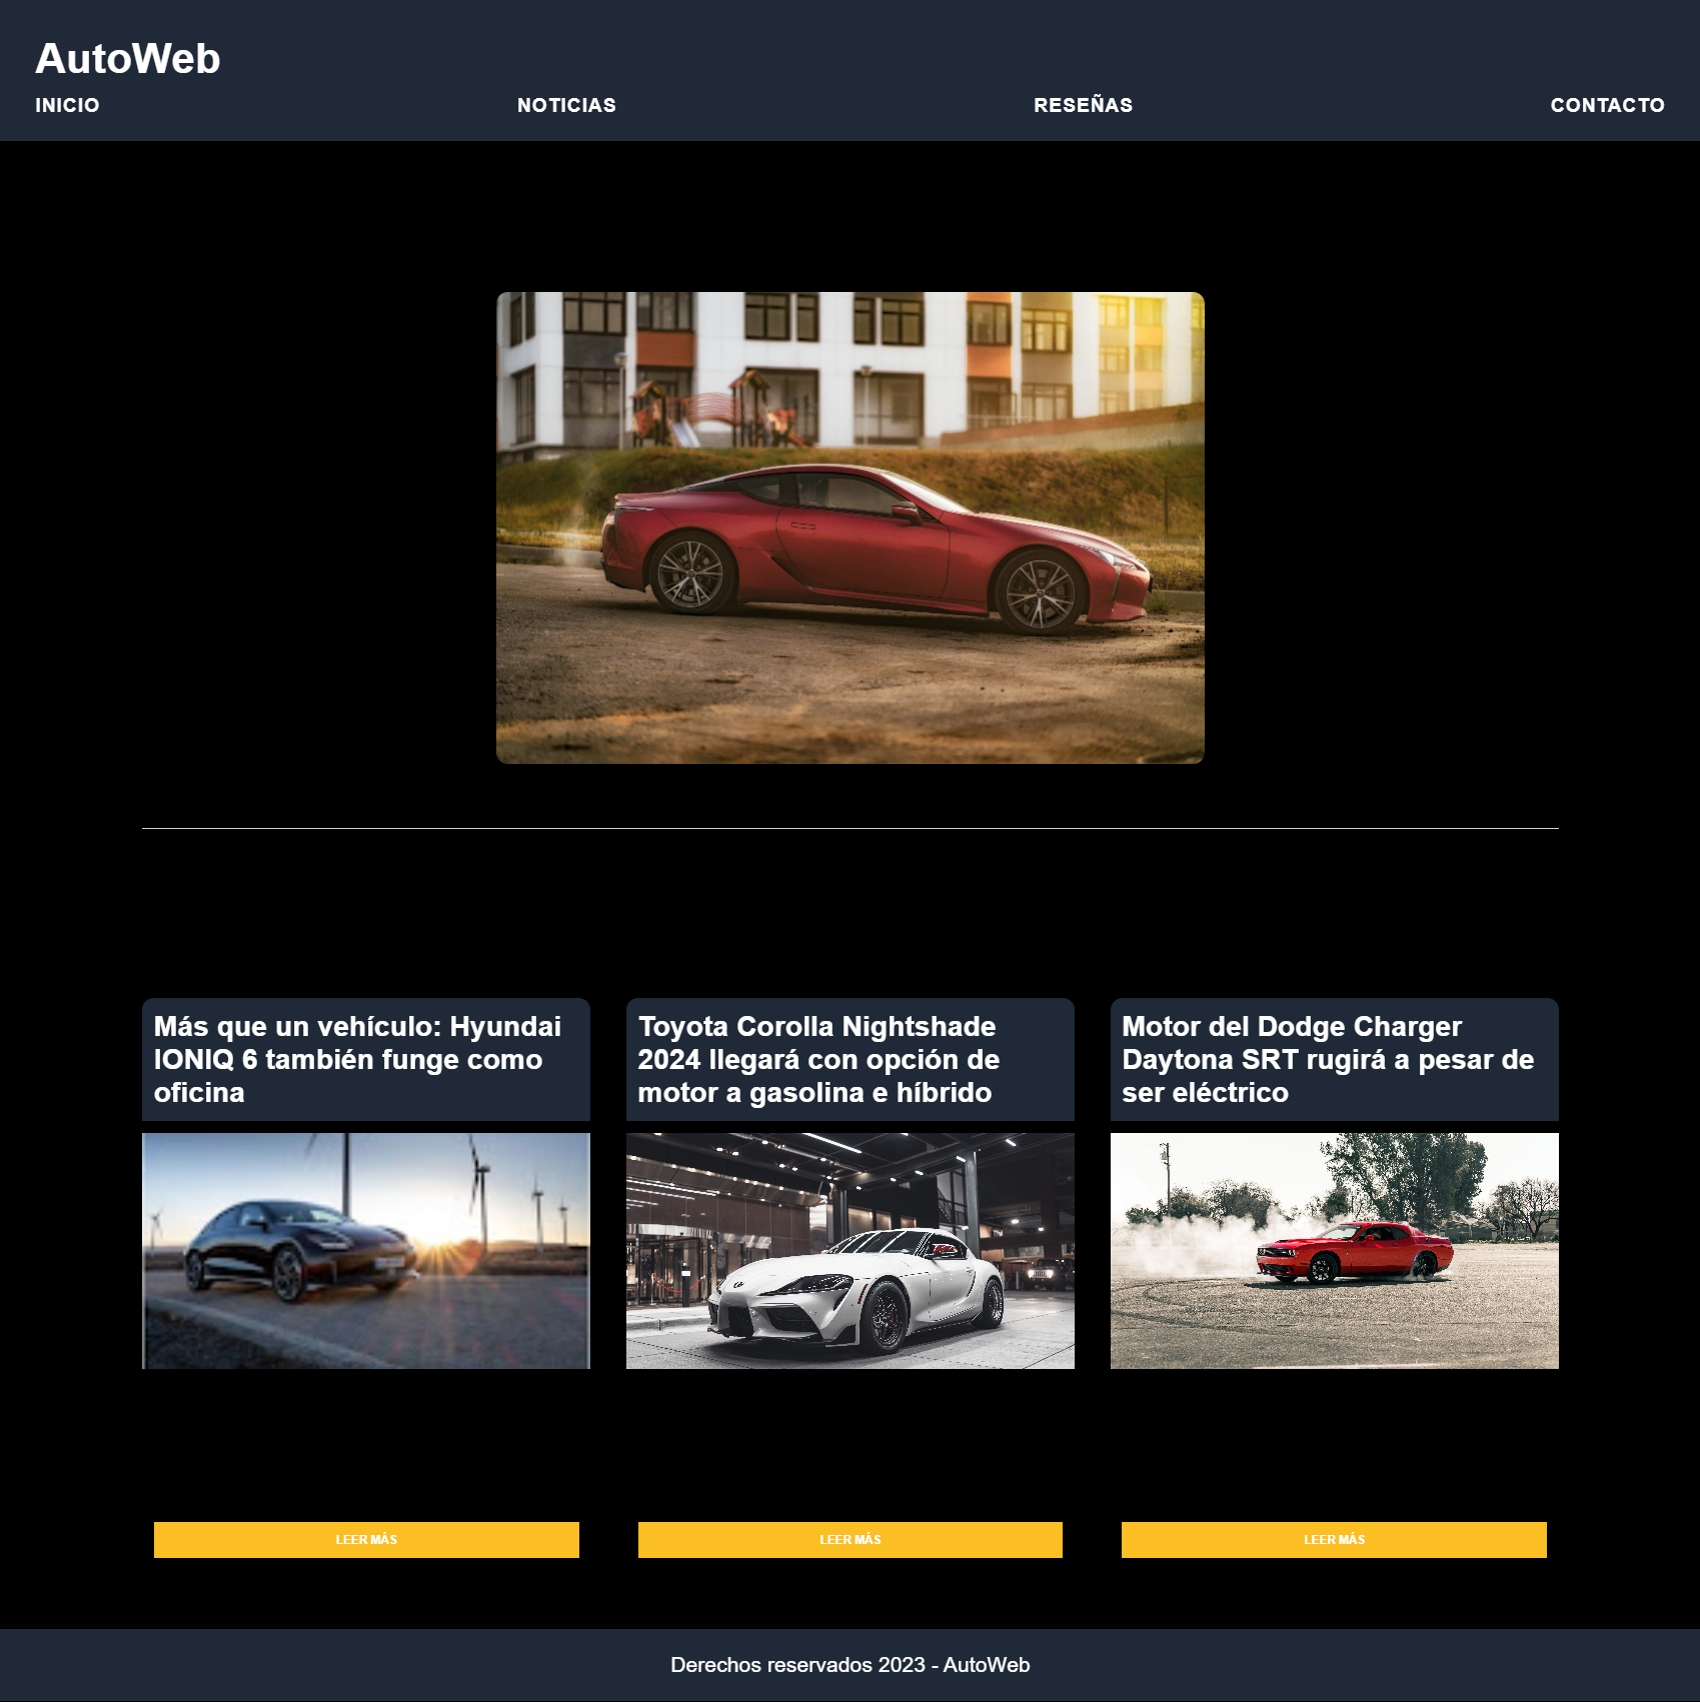 AutoWeb
INICIO
NOTICIAS
RESEÑAS
CONTACTO
Más que un vehículo: Hyundai
IONIQ 6 también funge como
oficina
Toyota Corolla Nightshade
2024 llegará con opción de
motor a gasolina e híbrido
Motor del Dodge Charger
Daytona SRT rugirá a pesar de
ser eléctrico
LEER MÁS
LEER MÁS
LEER MÁS
Derechos reservados 2023 - AutoWeb